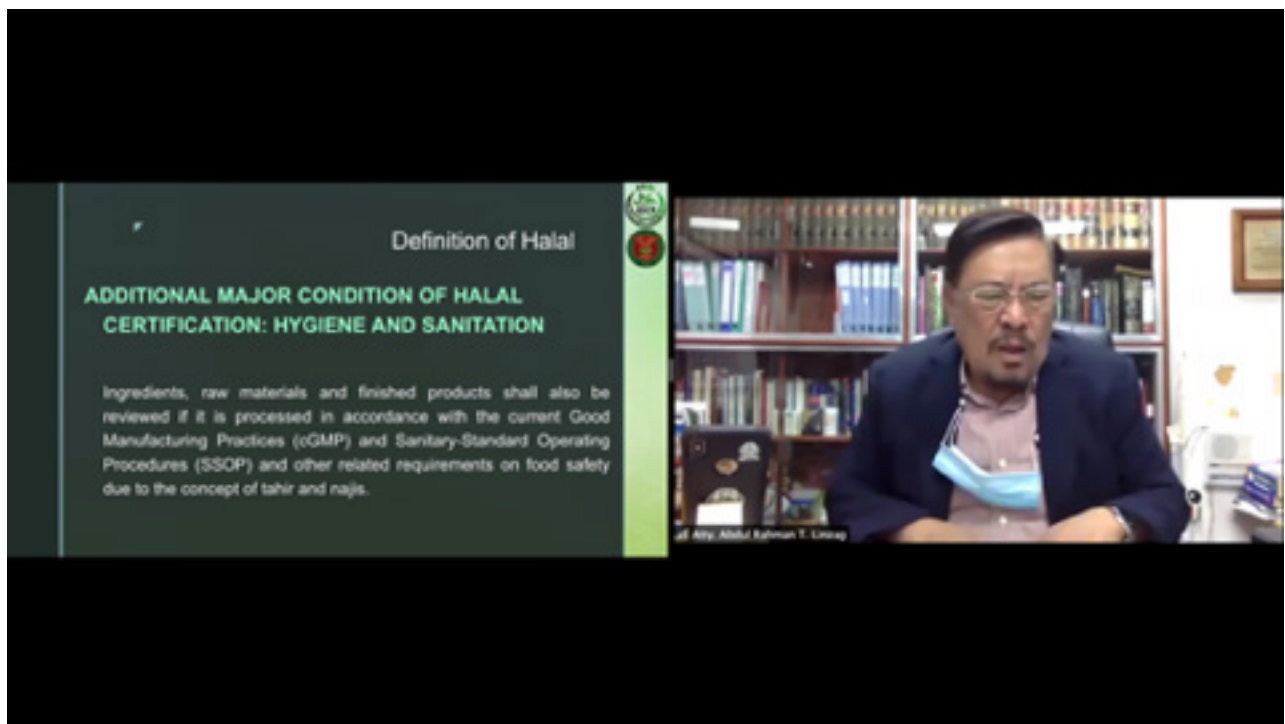 Definition of Halal
ADDITIONAL MAJOR CONDITION OF HALAL
CERTIFICATION: HYGIENE AND SANITATION
Ingredients, raw materials and finished products shall also be
reviewed if it is processed in accordance with the current Good
Manufacturing Practices (cGMP) and Sanitary-Standard Operating
Procedures (SSOP) and other related requirements on food safety
due to the concept of tahir and najis.
Atty. Abdul Rahman T. Linzag